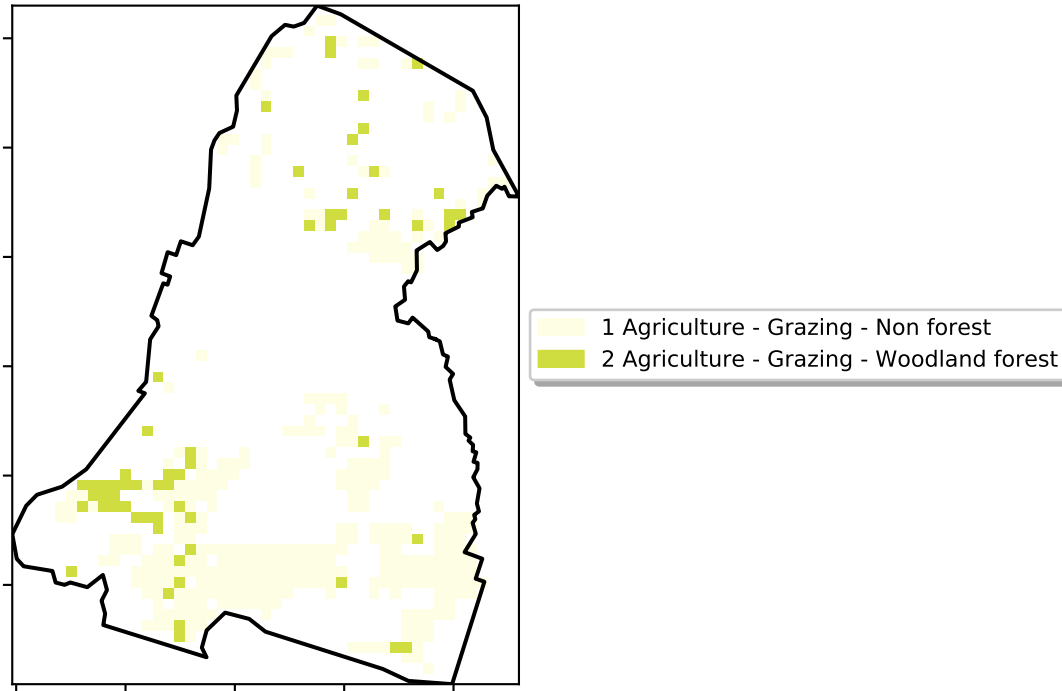 1 Agriculture - Grazing - Non forest
2 Agriculture - Grazing - Woodland forest